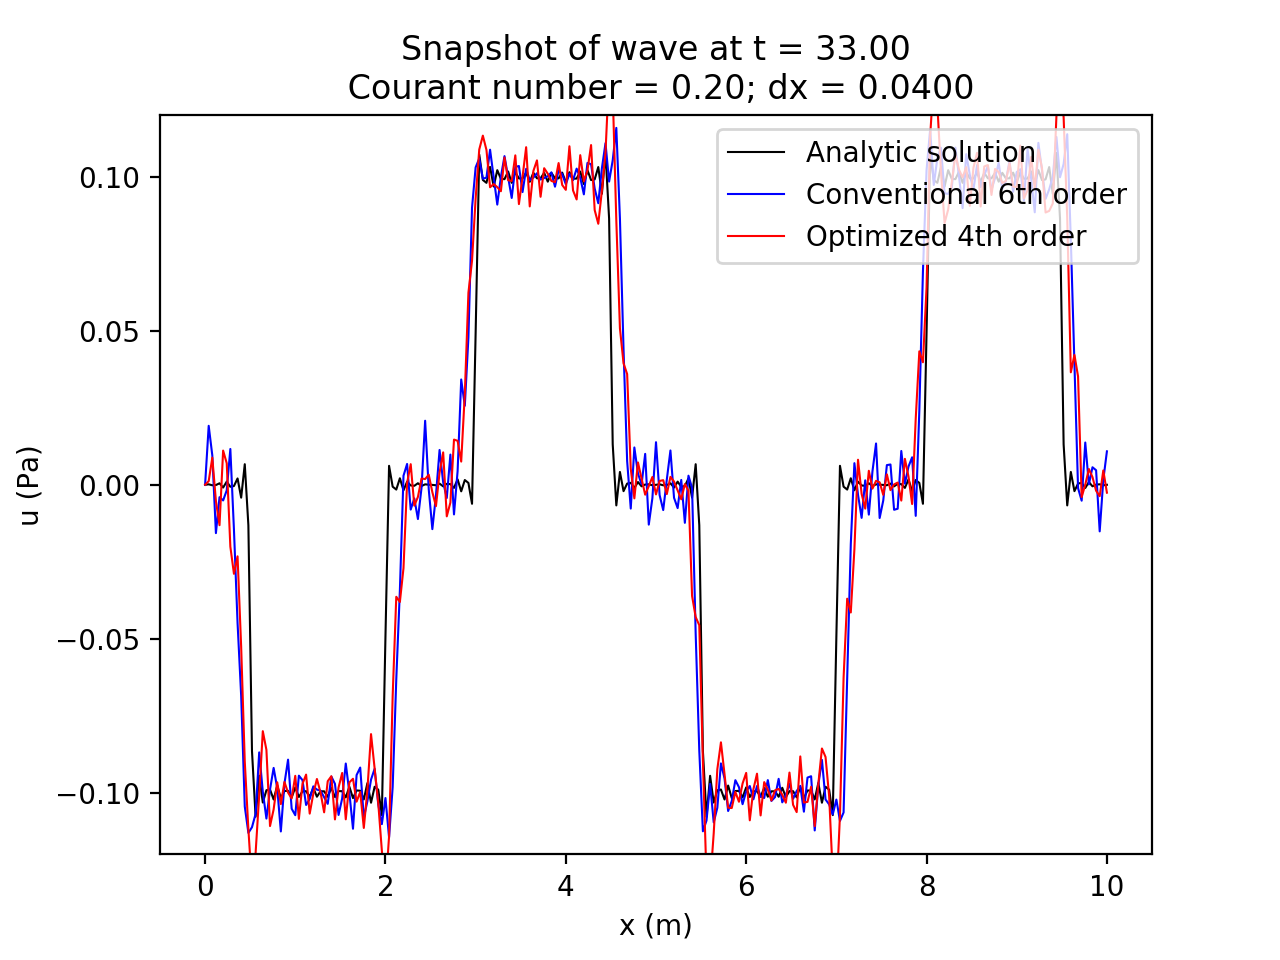 Snapshot of wave at t = 33.00
Courant number = 0.20; dx = 0.0400
Analytic solution
Conventional 6th order
Optimized 4th order
0.10
0.05
0.00
−0.05
−0.10
u (Pa)
0 2 4 6 8 10
x (m)